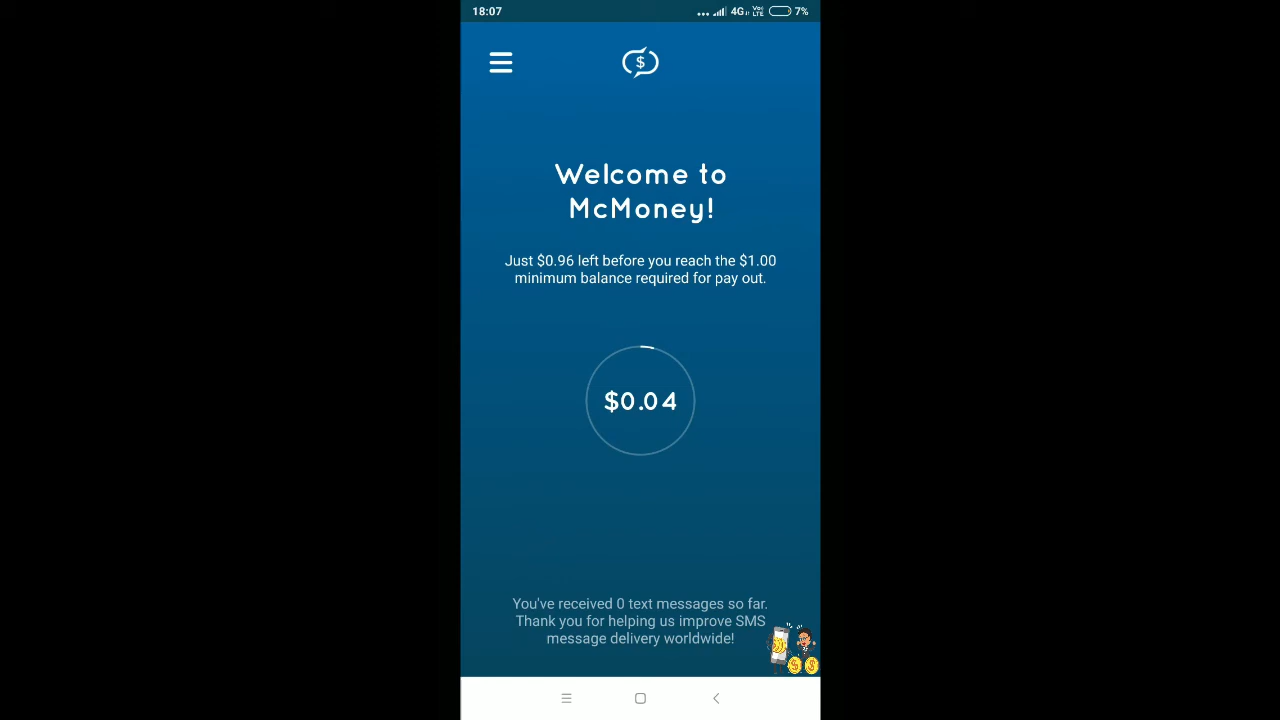 18:07
4G
Vo
LTE
7%
$
Welcome to
McMoney!
Just $0.96 left before you reach the $1.00
minimum balance required for pay out.
$0.04
You've received 0 text messages so far.
Thank you for helping us improve SMS
message delivery worldwide!
$ $